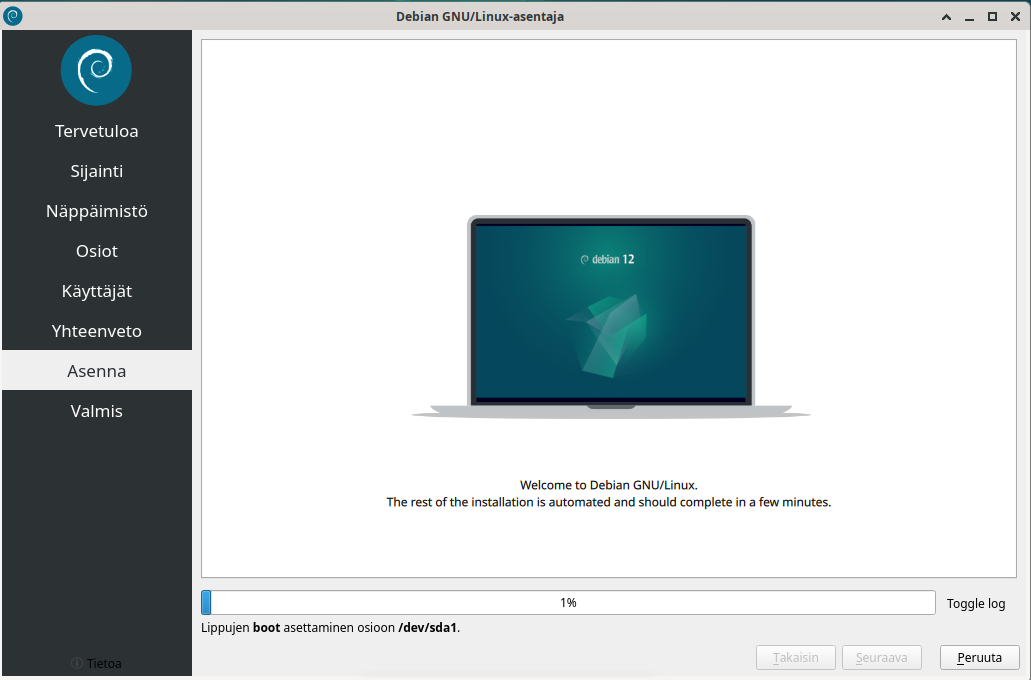 Debian GNU/Linux-asentaja
Tervetuloa
Sijainti
Näppäimistö
Osiot
Käyttäjät
Yhteenveto
Asenna
Valmis
debian 12
Welcome to Debian GNU/Linux.
The rest of the installation is automated and should complete in a few minutes.
1%
Toggle log
Lippujen boot asettaminen osioon /dev/sda1.
Tietoa
Takaisin
Seuraava
Peruuta